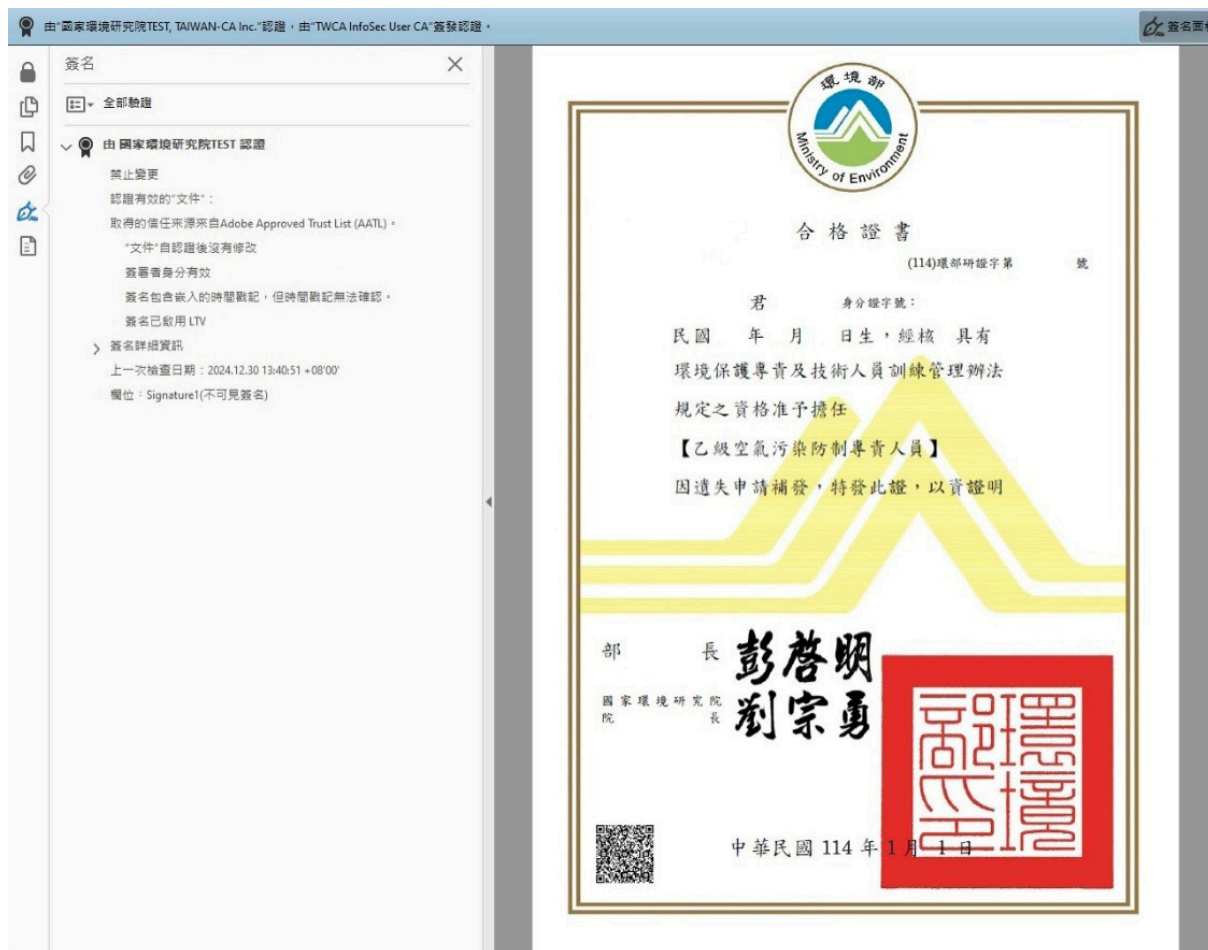 由"國家環境研究院TEST, TAIWAN-CA Inc."認證，由"TWCA InfoSec User CA"簽發認證。
簽名面
簽名
全部驗證
由 國家環境研究院TEST 認證
禁止變更
認證有效的"文件"：
取得的信任來源來自Adobe Approved Trust List (AATL)。
"文件"自認證後沒有修改
簽署者身分有效
簽名包含嵌入的時間戳記，但時間戳記無法確認。
簽名已啟用 LTV
簽名詳細資訊
上一次檢查日期：2024.12.30 13:40:51 +08'00'
欄位：Signature1(不可見簽名)
環境部
Ministry of Environment
合格證書
(114)環部研證字第 號
君 身分證字號：
民國 年 月 日生，經核 具有
環境保護專責及技術人員訓練管理辦法
規定之資格准予擔任
【乙級空氣污染防制專責人員】
因遺失申請補發，特發此證，以資證明
部 長 彭啓明
國家環境研究院
院 長 劉宗勇
環境部印
中華民國 114 年 1 月 1 日